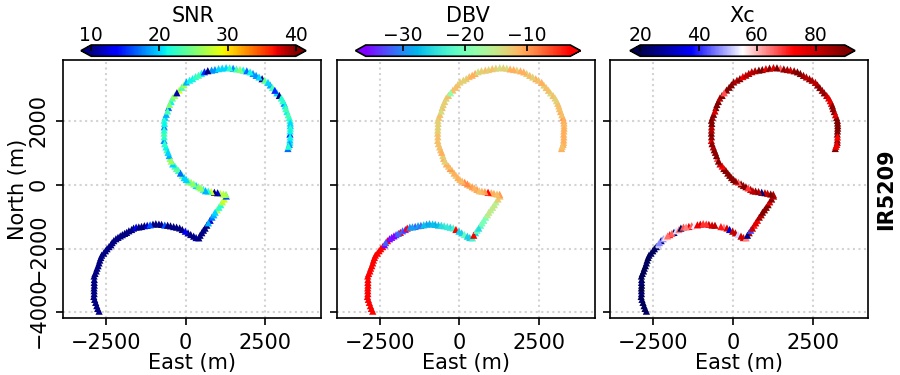 SNR DBV Xc
10 20 30 40 −30 −20 −10 20 40 60 80
North (m)
2000
0
−2000
−4000
IR5209
−2500 0 2500 −2500 0 2500 −2500 0 2500
East (m) East (m) East (m)